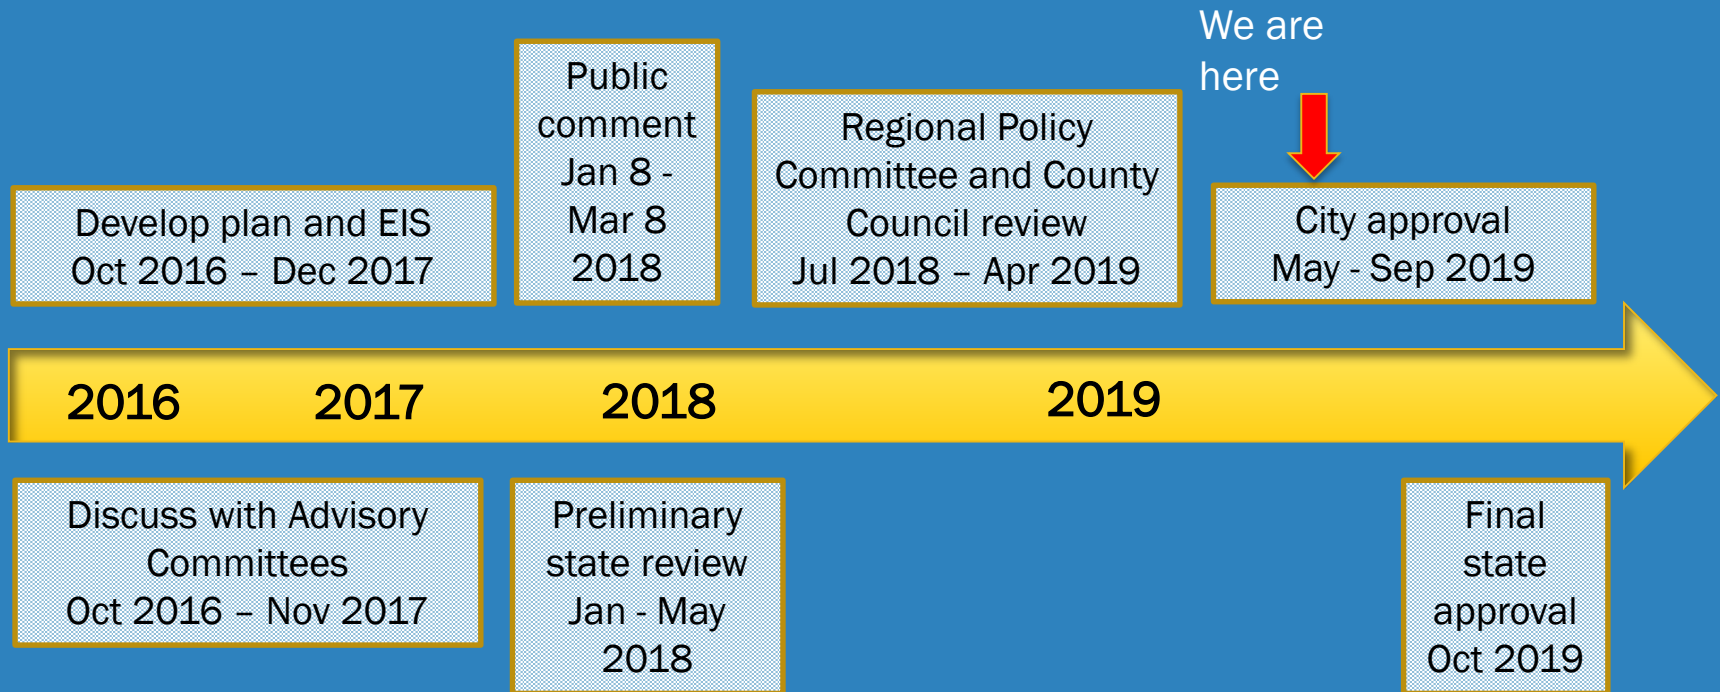 We are
here
Public
comment
Jan 8 -
Mar 8
2018
Regional Policy
Committee and County
Council review
Jul 2018 – Apr 2019
Develop plan and EIS
Oct 2016 – Dec 2017
City approval
May - Sep 2019
2016
2017
2018
2019
Discuss with Advisory
Committees
Oct 2016 – Nov 2017
Preliminary
state review
Jan - May
2018
Final
state
approval
Oct 2019